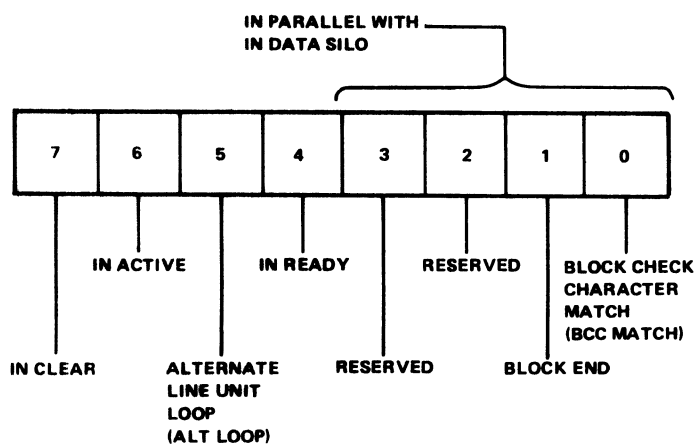 IN PARALLEL WITH
IN DATA SILO
7 6 5 4 3 2 1 0
IN ACTIVE
IN READY
RESERVED
BLOCK CHECK
CHARACTER
MATCH
(BCC MATCH)
IN CLEAR
ALTERNATE
LINE UNIT
LOOP
(ALT LOOP)
RESERVED
BLOCK END